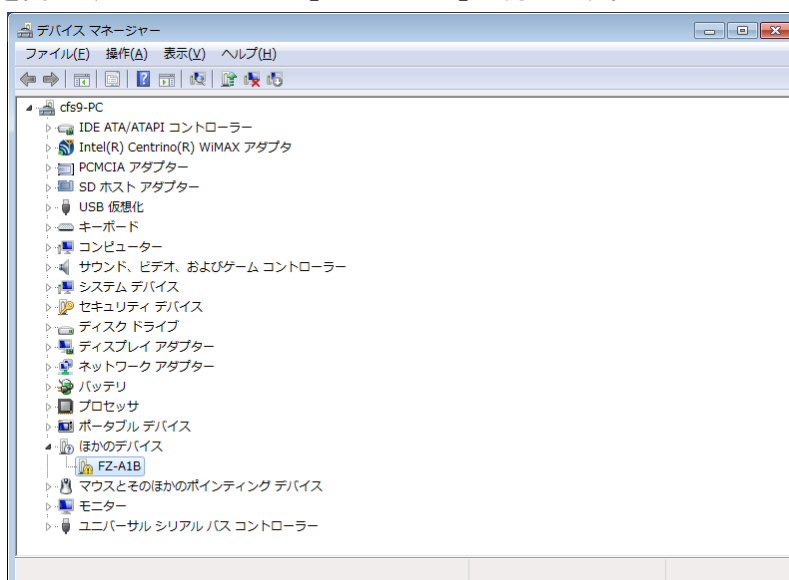 デバイス マネージャー
ファイル(F) 操作(A) 表示(V) ヘルプ(H)
cfs9-PC
IDE ATA/ATAPI コントローラー
Intel(R) Centrino(R) WiMAX アダプタ
PCMCIA アダプター
SD ホスト アダプター
USB 仮想化
キーボード
コンピューター
サウンド、ビデオ、およびゲーム コントローラー
システム デバイス
セキュリティ デバイス
ディスク ドライブ
ディスプレイ アダプター
ネットワーク アダプター
バッテリ
プロセッサ
ポータブル デバイス
ほかのデバイス
FZ-A1B
マウスとそのほかのポインティング デバイス
モニター
ユニバーサル シリアル バス コントローラー